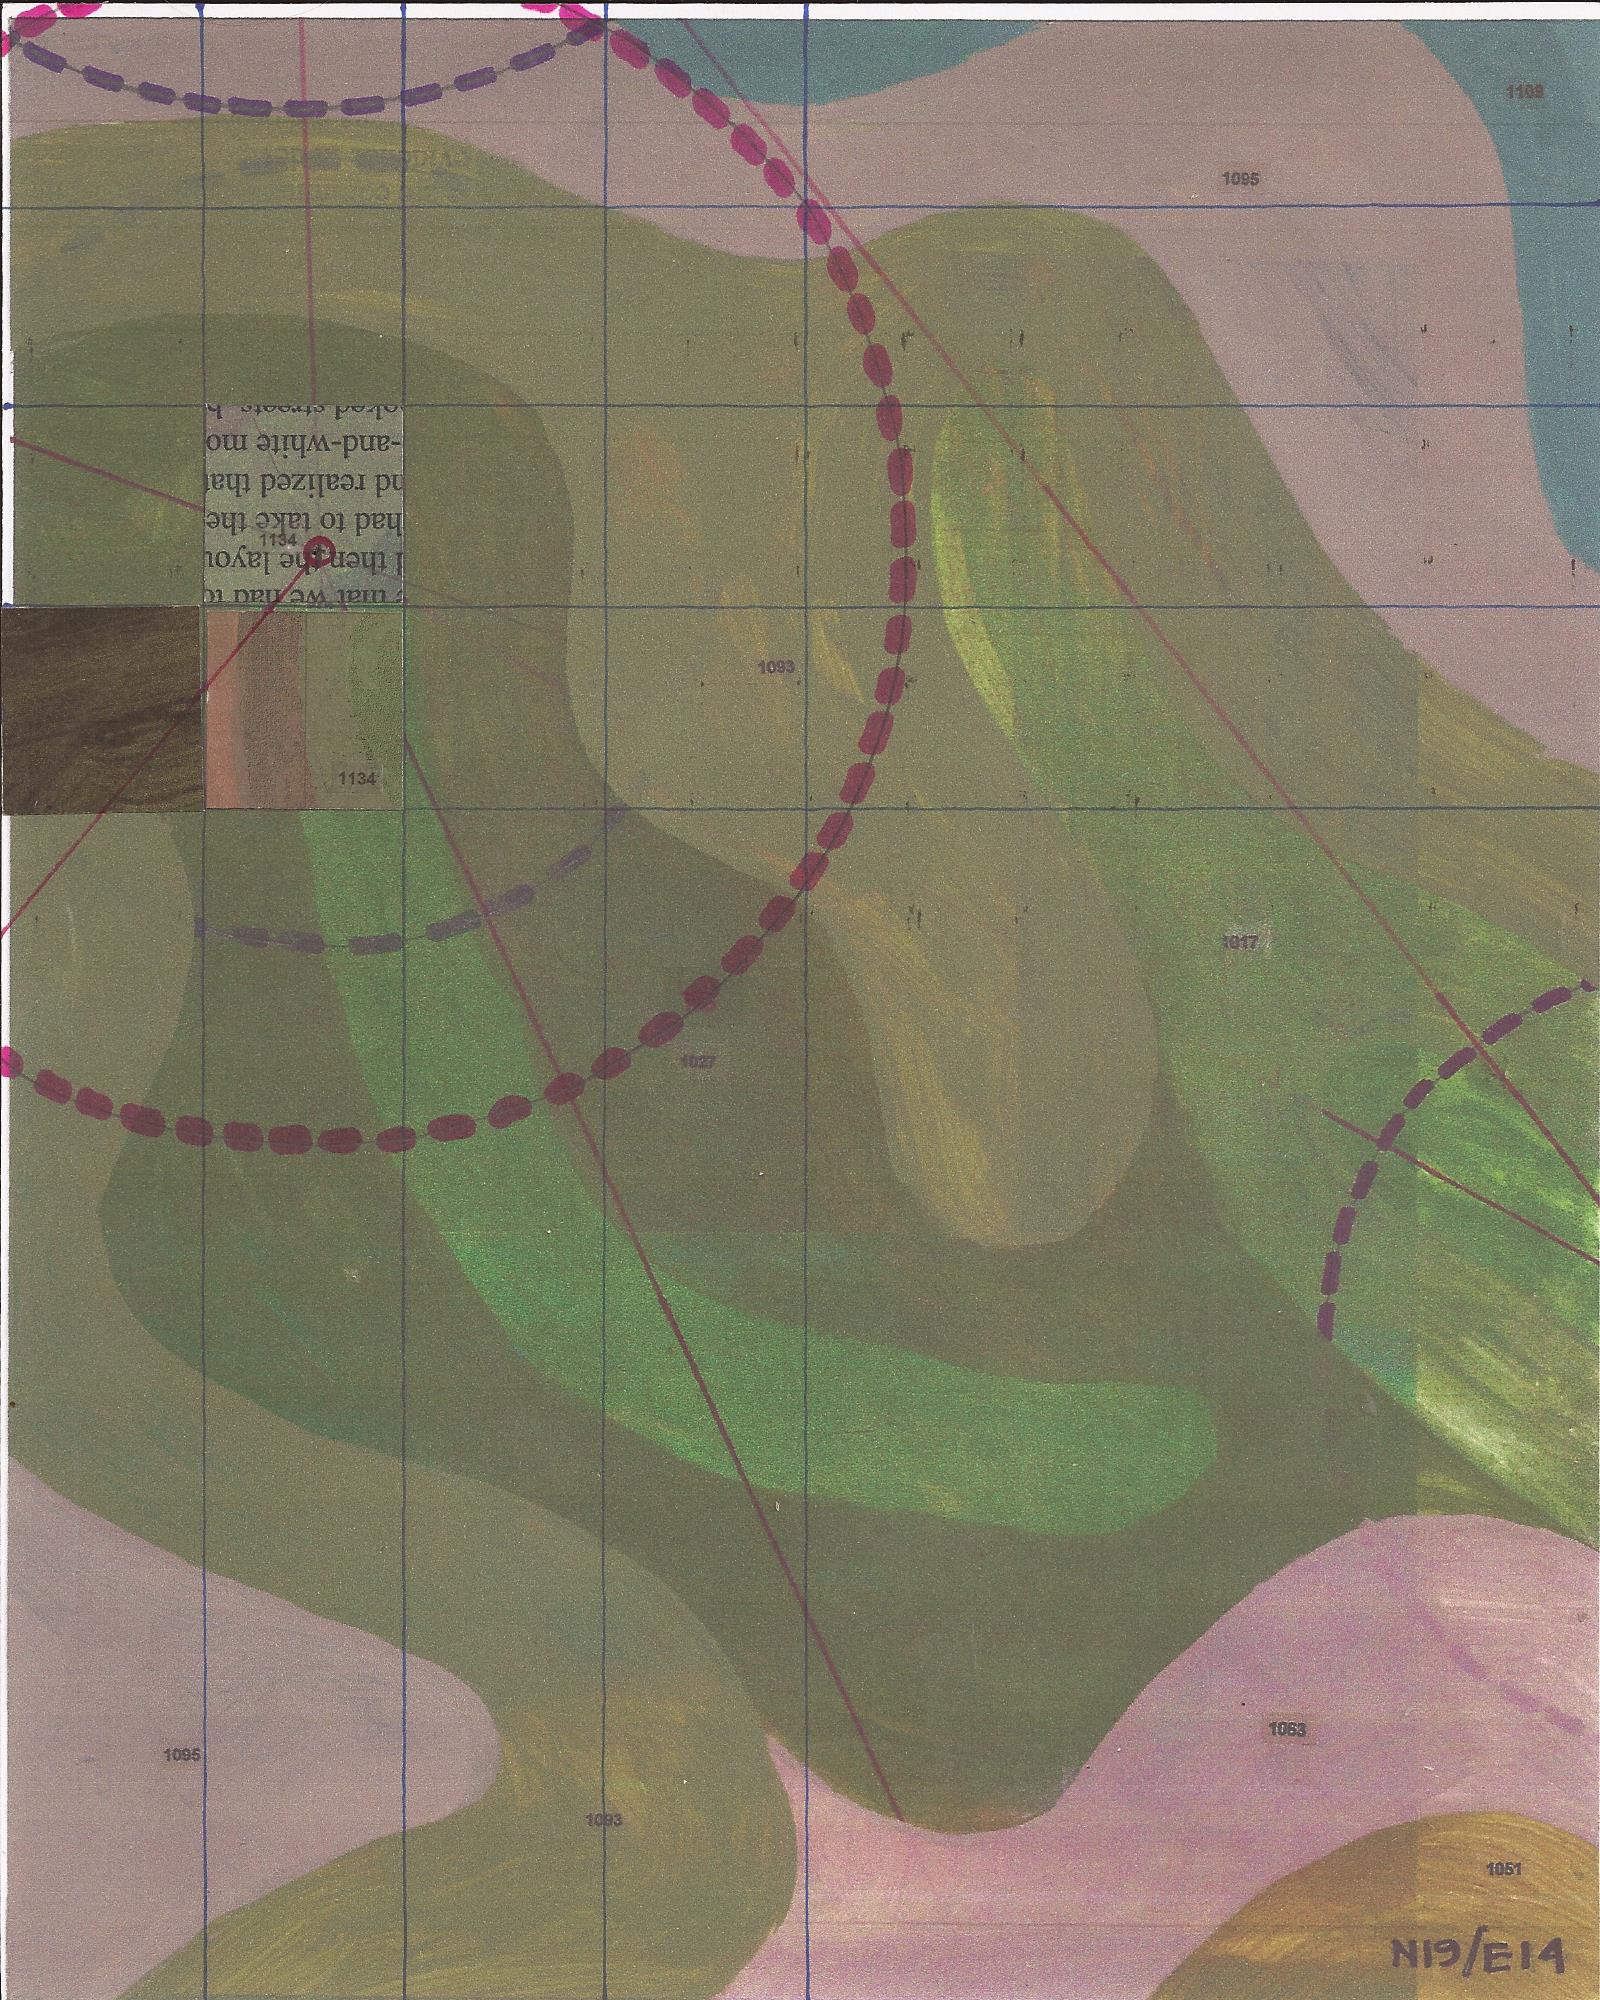 1109
1095
that we had to
then the layou
had to take the
nd realized tha
-and-white mo
oked streets b
1134
1093
1134
1017
1027
1063
1095
1093
1051
N19/E14